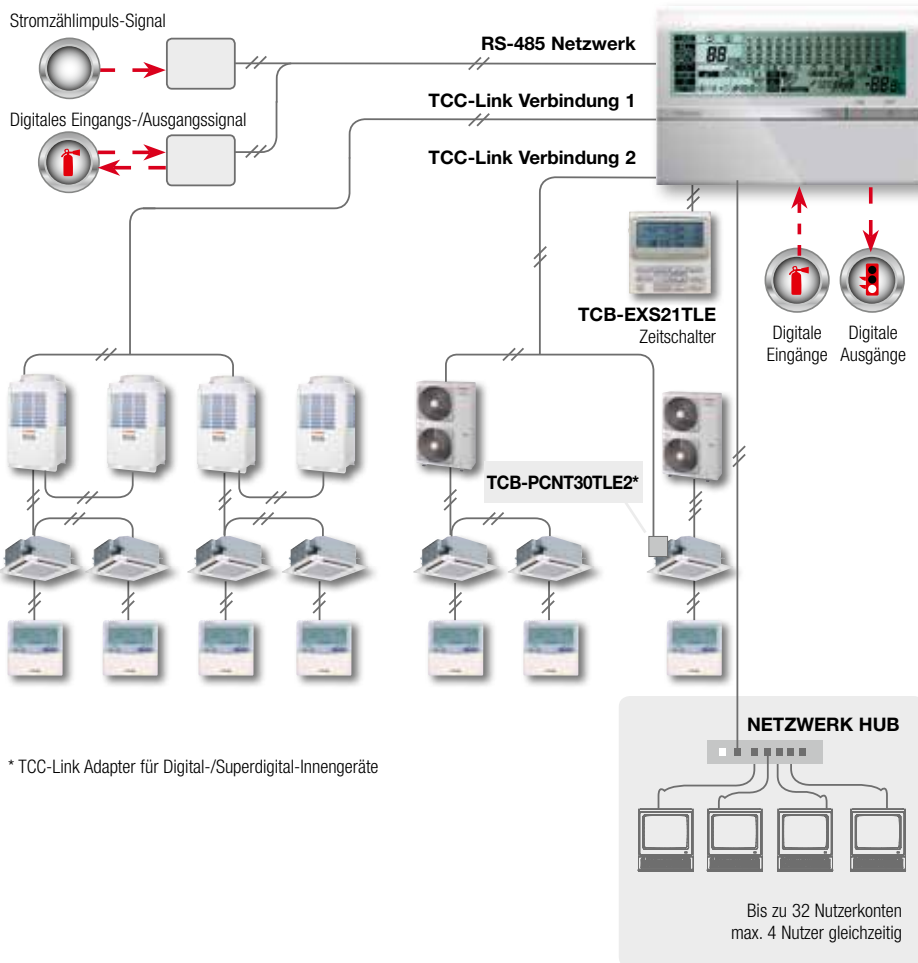 Stromzählimpuls-Signal
RS-485 Netzwerk
TCC-Link Verbindung 1
Digitales Eingangs-/Ausgangssignal
TCC-Link Verbindung 2
TCB-EXS21TLE
Zeitschalter
Digitale
Eingänge
Digitale
Ausgänge
TCB-PCNT30TLE2*
NETZWERK HUB
* TCC-Link Adapter für Digital-/Superdigital-Innengeräte
Bis zu 32 Nutzerkonten
max. 4 Nutzer gleichzeitig